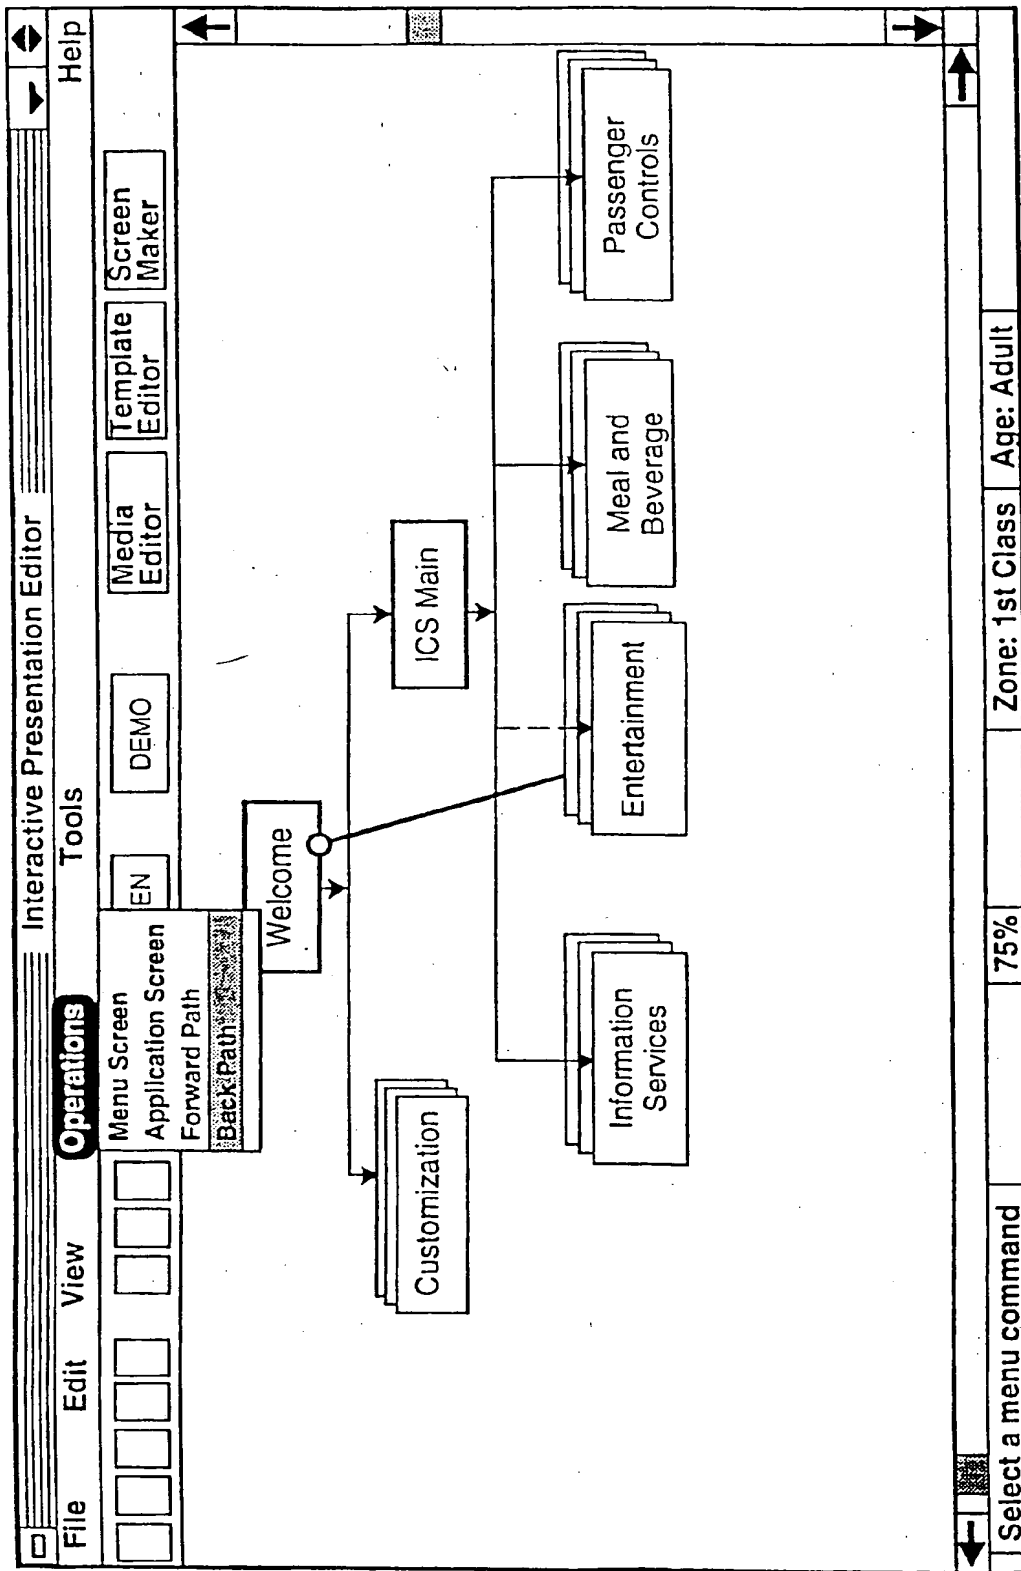 Interactive Presentation Editor
File Edit View Operations Tools Help
EN DEMO
Media
Editor
Template
Editor
Screen
Maker
Menu Screen
Application Screen
Forward Path
Back Path
Welcome
Customization
ICS Main
Information
Services
Entertainment
Meal and
Beverage
Passenger
Controls
Select a menu command 75% Zone: 1st Class Age: Adult